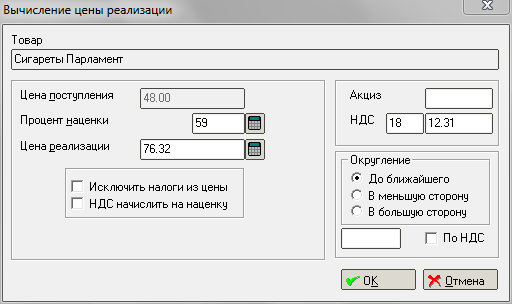 Вычисление цены реализации
Товар
Сигареты Парламент
Цена поступления 48.00
Процент наценки 59
Цена реализации 76.32
Исключить налоги из цены
НДС начислить на наценку
Акциз
НДС 18 12.31
Округление
До ближайшего
В меньшую сторону
В большую сторону
По НДС
OK Отмена